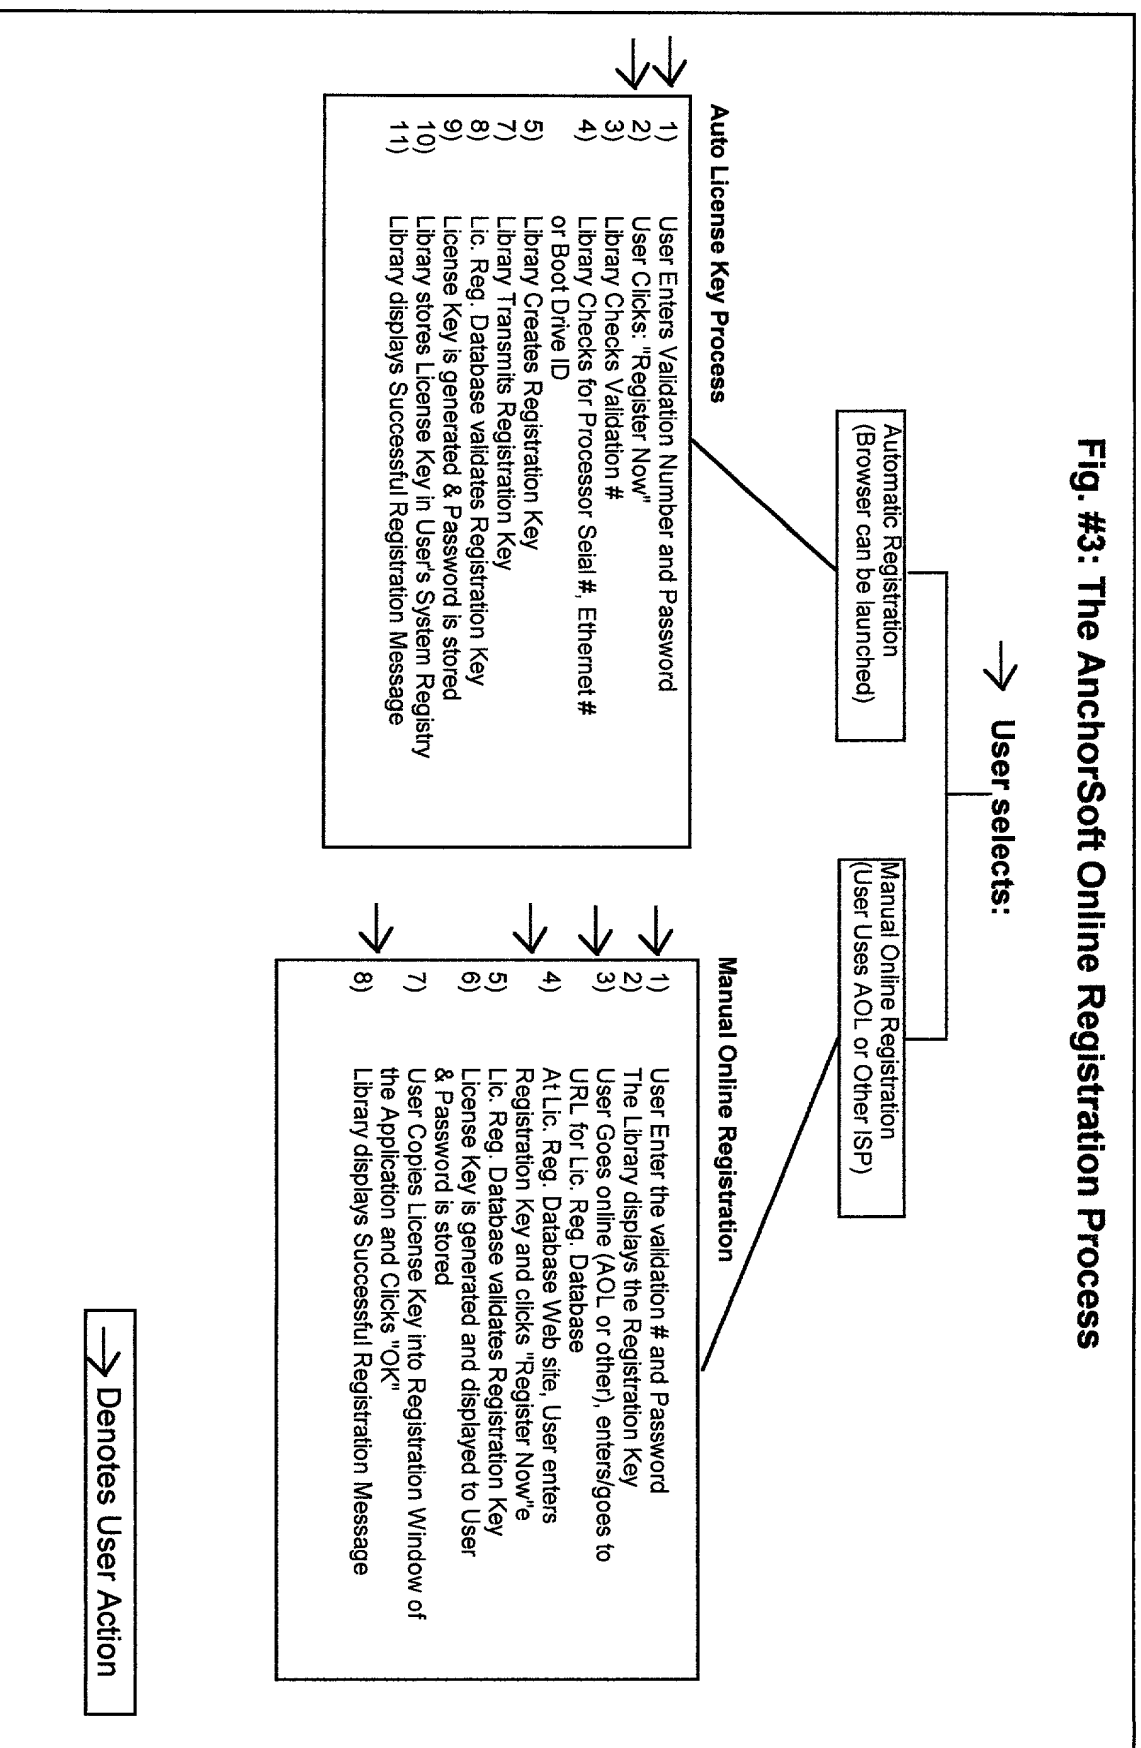 Fig. #3: The AnchorSoft Online Registration Process
User selects:
Automatic Registration
(Browser can be launched)
Manual Online Registration
(User Uses AOL or Other ISP)
Auto License Key Process
1) User Enters Validation Number and Password
2) User Clicks: "Register Now"
3) Library Checks Validation #
4) Library Checks for Processor Seial #, Ethernet #
or Boot Drive ID
5) Library Creates Registration Key
7) Library Transmits Registration Key
8) Lic. Reg. Database validates Registration Key
9) License Key is generated & Password is stored
10) Library stores License Key in User's System Registry
11) Library displays Successful Registration Message
Manual Online Registration
1) User Enter the validation # and Password
2) The Library displays the Registration Key
3) User Goes online (AOL or other), enters/goes to
URL for Lic. Reg. Database
4) At Lic. Reg. Database Web site, User enters
Registration Key and clicks "Register Now"e
5) Lic. Reg. Database validates Registration Key
6) License Key is generated and displayed to User
& Password is stored
7) User Copies License Key into Registration Window of
the Application and Clicks "OK"
8) Library displays Successful Registration Message
Denotes User Action